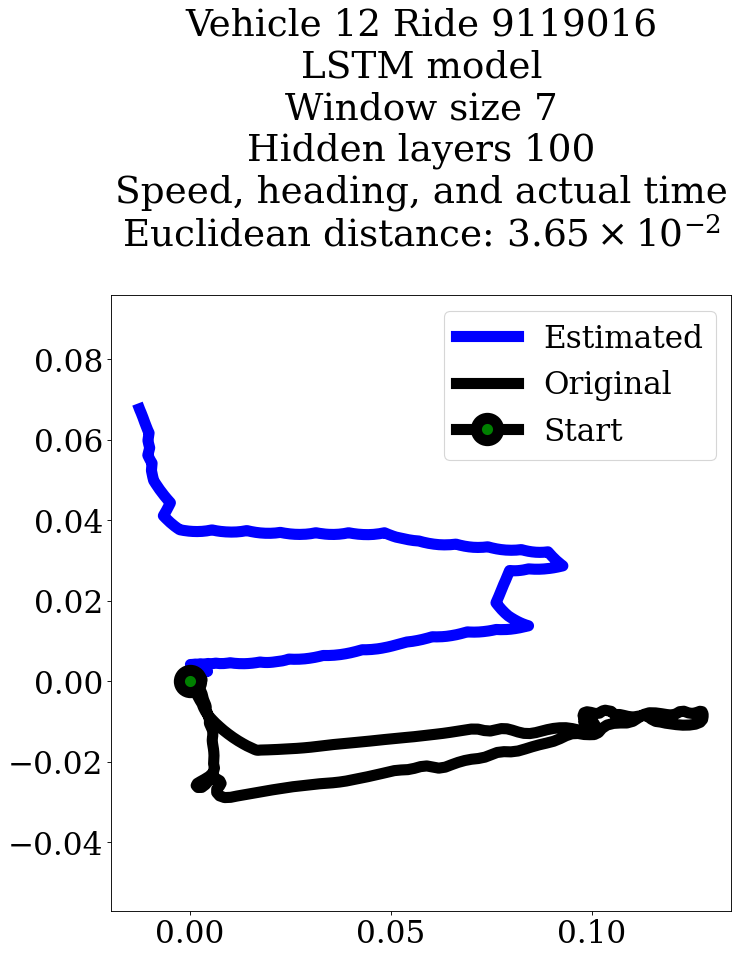 Vehicle 12 Ride 9119016
LSTM model
Window size 7
Hidden layers 100
Speed, heading, and actual time
Euclidean distance: 3.65 × 10⁻²
Estimated
Original
Start
0.08
0.06
0.04
0.02
0.00
−0.02
−0.04
0.00 0.05 0.10